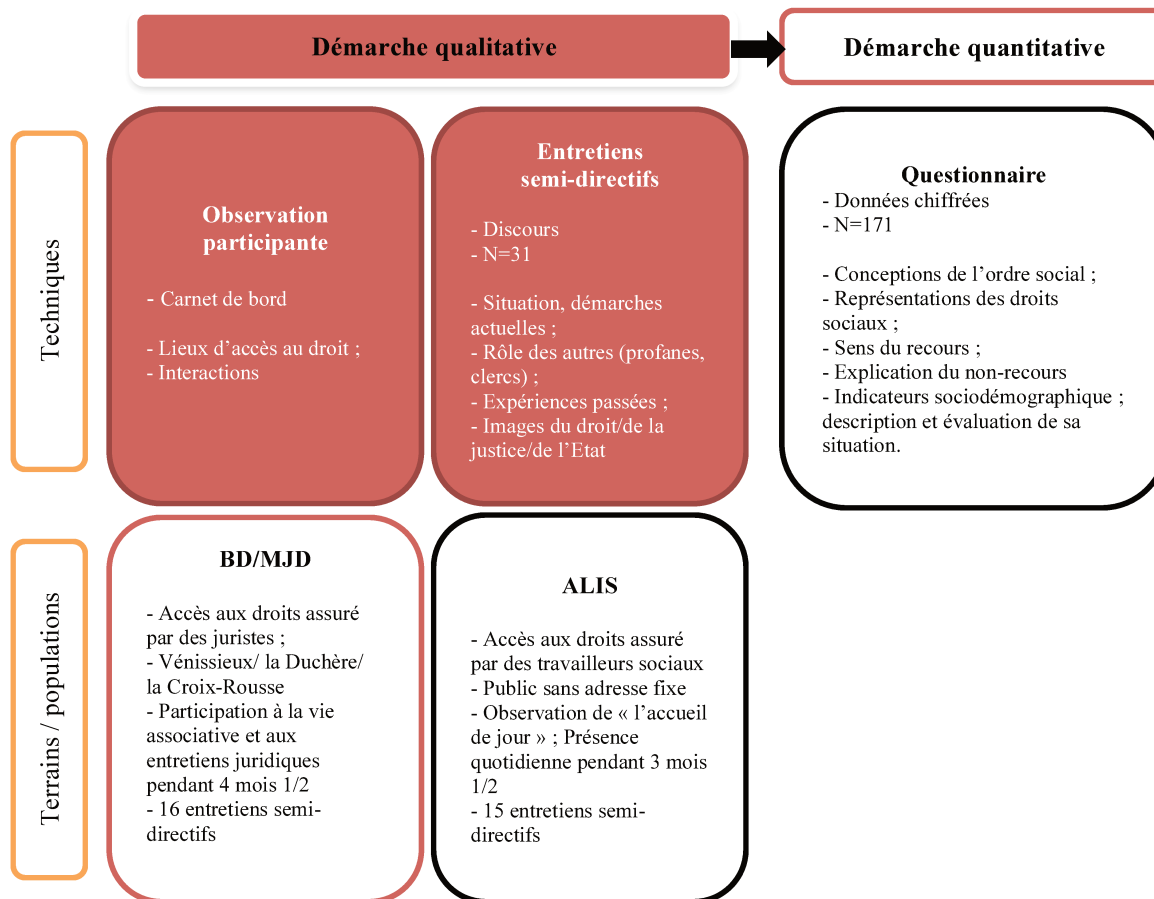 Démarche qualitative
Démarche quantitative
Techniques
Observation
participante
- Carnet de bord
- Lieux d'accès au droit ;
- Interactions
Entretiens
semi-directifs
- Discours
- N=31
- Situation, démarches
actuelles ;
- Rôle des autres (profanes,
clercs) ;
- Expériences passées ;
- Images du droit/de la
justice/de l'Etat
Questionnaire
- Données chiffrées
- N=171
- Conceptions de l'ordre social ;
- Représentations des droits
sociaux ;
- Sens du recours ;
- Explication du non-recours
- Indicateurs sociodémographique ;
description et évaluation de sa
situation.
Terrains / populations
BD/MJD
- Accès aux droits assuré
par des juristes ;
- Vénissieux/ la Duchère/
la Croix-Rousse
- Participation à la vie
associative et aux
entretiens juridiques
pendant 4 mois 1/2
- 16 entretiens semi-
directifs
ALIS
- Accès aux droits assuré
par des travailleurs sociaux
- Public sans adresse fixe
- Observation de « l'accueil
de jour » ; Présence
quotidienne pendant 3 mois
1/2
- 15 entretiens semi-
directifs